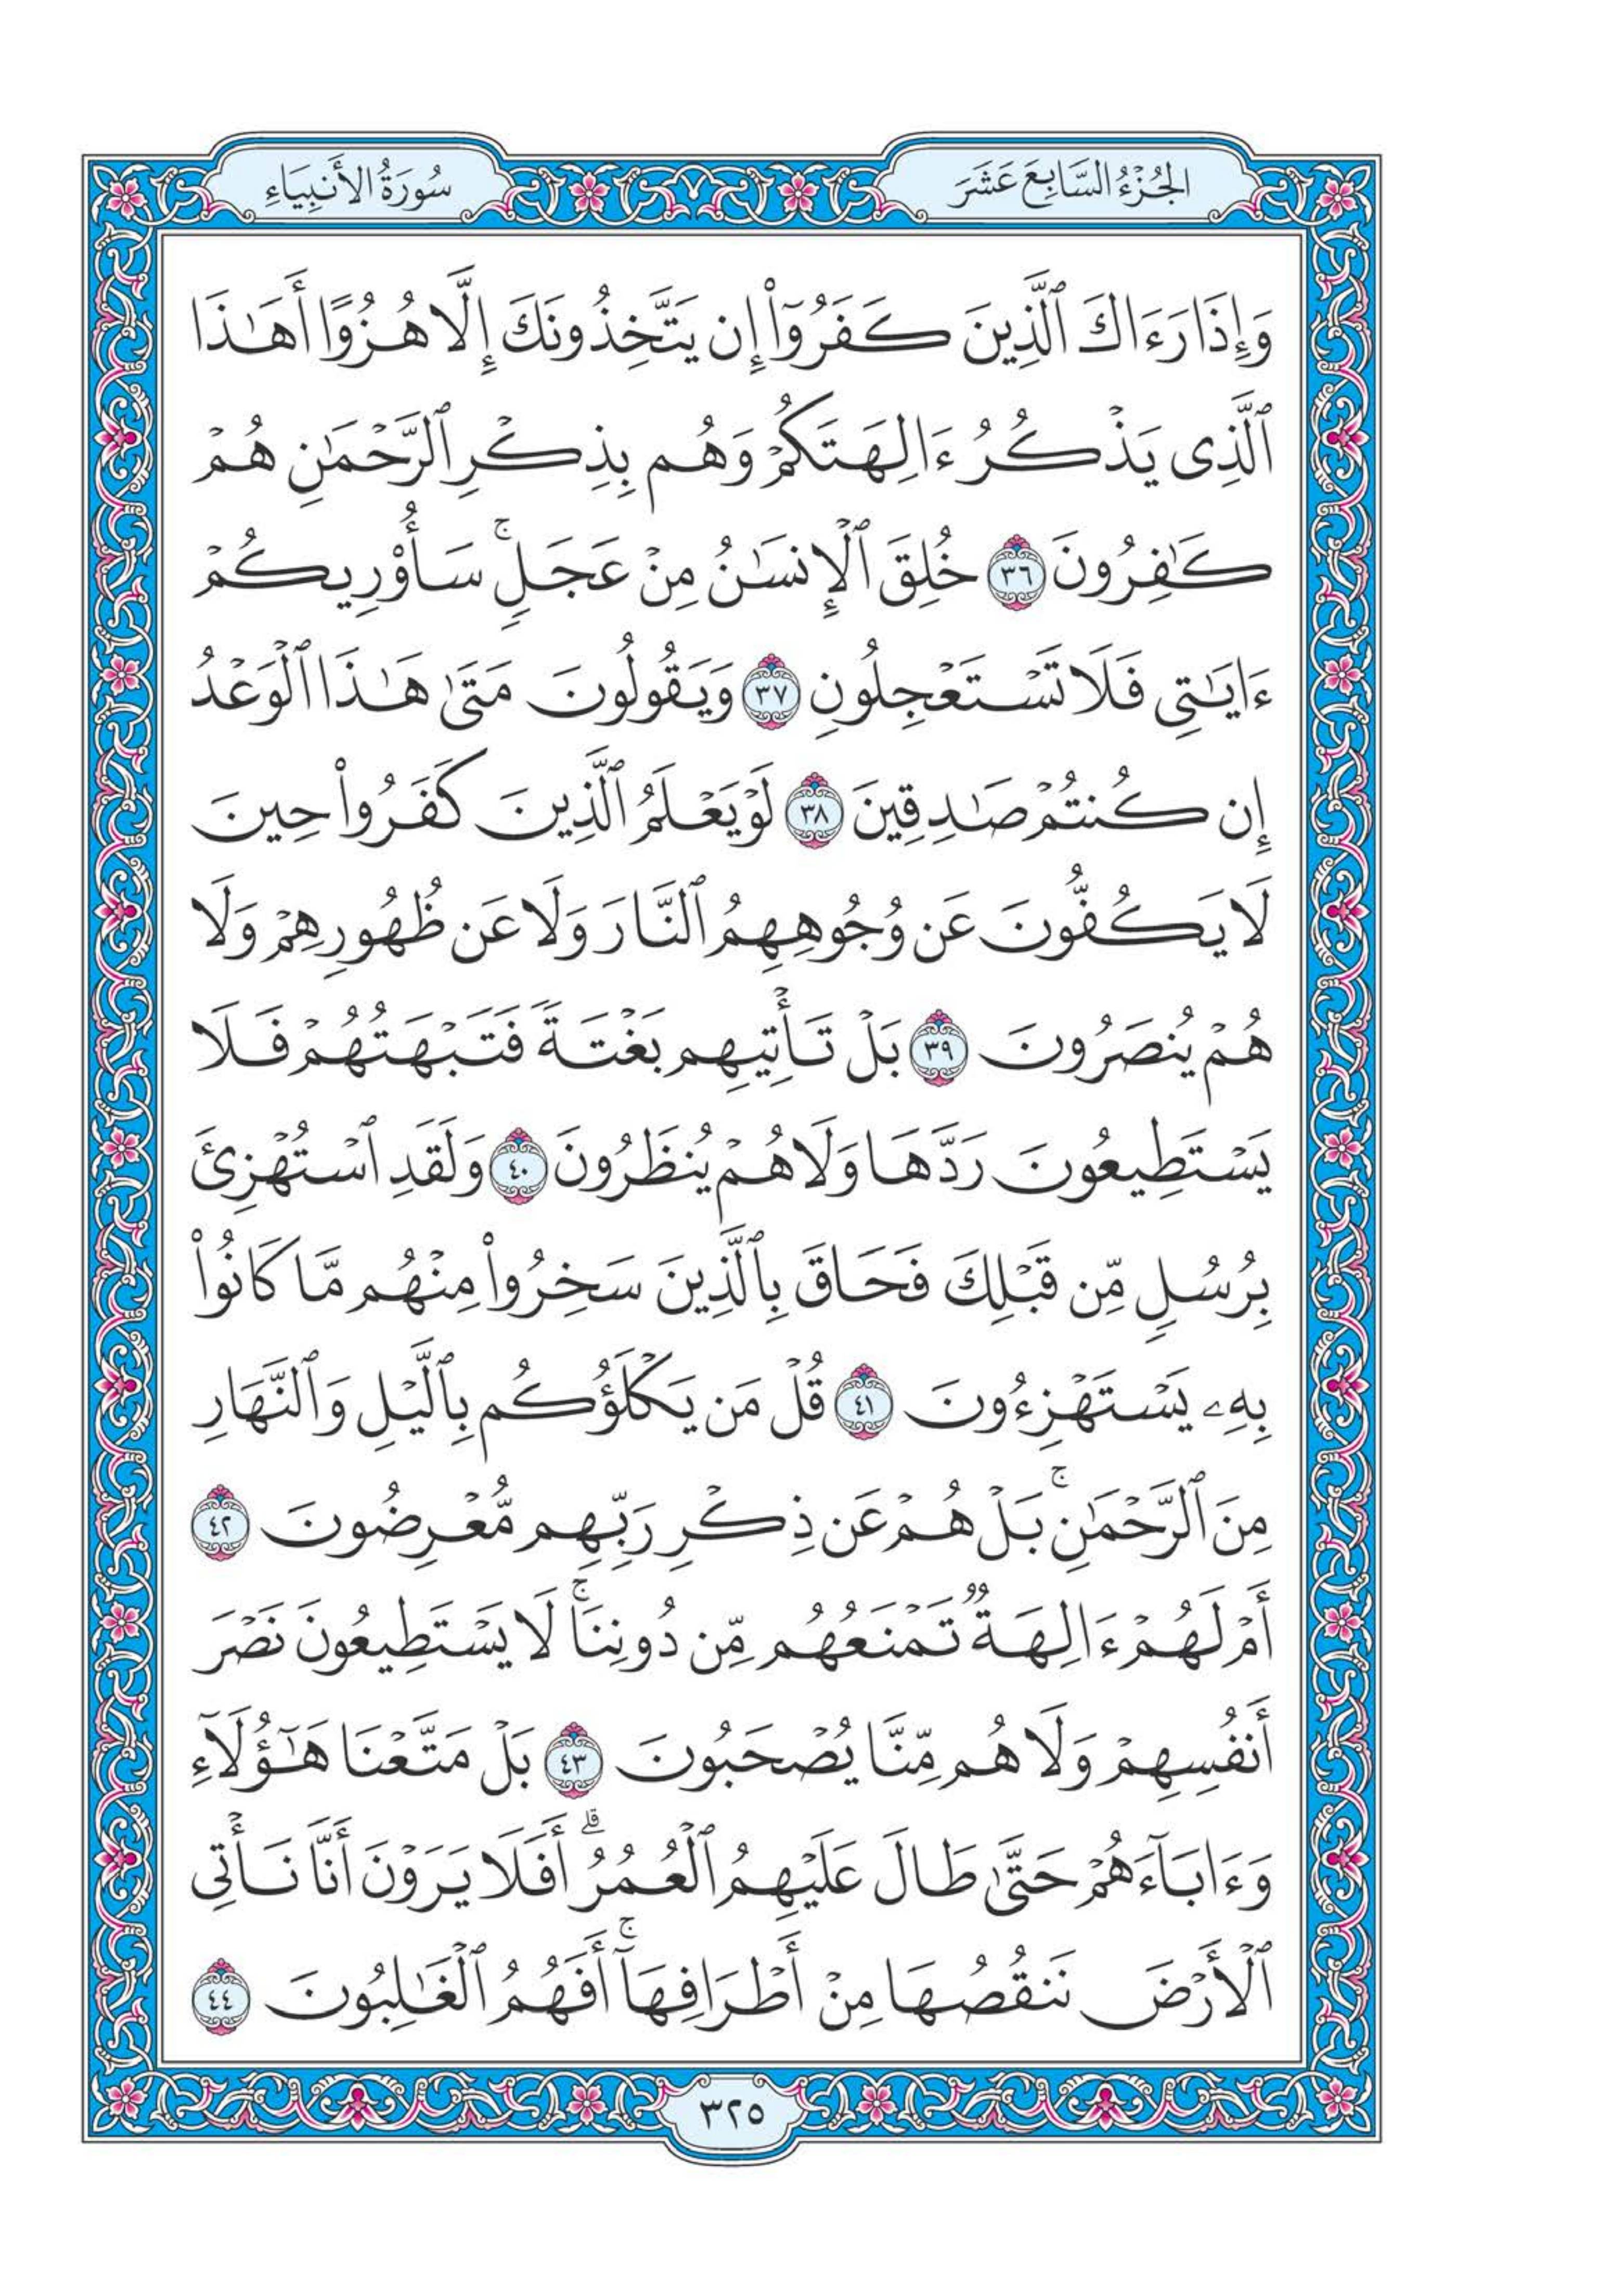 الجُزْءُ السَّابِعَ عَشَرَ
سُورَةُ الأَنبِيَاءِ
وَإِذَا رَءَاكَ ٱلَّذِينَ كَفَرُوٓا۟ إِن يَتَّخِذُونَكَ إِلَّا هُزُوًا أَهَـٰذَا
ٱلَّذِى يَذْكُرُ ءَالِهَتَكُمْ وَهُم بِذِكْرِ ٱلرَّحْمَـٰنِ هُمْ
كَـٰفِرُونَ ٣٦ خُلِقَ ٱلْإِنسَـٰنُ مِنْ عَجَلٍۚ سَأُو۟رِيكُمْ
ءَايَـٰتِى فَلَا تَسْتَعْجِلُونِ ٣٧ وَيَقُولُونَ مَتَىٰ هَـٰذَا ٱلْوَعْدُ
إِن كُنتُمْ صَـٰدِقِينَ ٣٨ لَوْ يَعْلَمُ ٱلَّذِينَ كَفَرُوا۟ حِينَ
لَا يَكُفُّونَ عَن وُجُوهِهِمُ ٱلنَّارَ وَلَا عَن ظُهُورِهِمْ وَلَا
هُمْ يُنصَرُونَ ٣٩ بَلْ تَأْتِيهِم بَغْتَةً فَتَبْهَتُهُمْ فَلَا
يَسْتَطِيعُونَ رَدَّهَا وَلَا هُمْ يُنظَرُونَ ٤٠ وَلَقَدِ ٱسْتُهْزِئَ
بِرُسُلٍ مِّن قَبْلِكَ فَحَاقَ بِٱلَّذِينَ سَخِرُوا۟ مِنْهُم مَّا كَانُوا۟
بِهِۦ يَسْتَهْزِءُونَ ٤١ قُلْ مَن يَكْلَؤُكُم بِٱلَّيْلِ وَٱلنَّهَارِ
مِنَ ٱلرَّحْمَـٰنِۚ بَلْ هُمْ عَن ذِكْرِ رَبِّهِم مُّعْرِضُونَ ٤٢
أَمْ لَهُمْ ءَالِهَةٌ تَمْنَعُهُم مِّن دُونِنَاۚ لَا يَسْتَطِيعُونَ نَصْرَ
أَنفُسِهِمْ وَلَا هُم مِّنَّا يُصْحَبُونَ ٤٣ بَلْ مَتَّعْنَا هَـٰٓؤُلَآءِ
وَءَابَآءَهُمْ حَتَّىٰ طَالَ عَلَيْهِمُ ٱلْعُمُرُۗ أَفَلَا يَرَوْنَ أَنَّا نَأْتِى
ٱلْأَرْضَ نَنقُصُهَا مِنْ أَطْرَافِهَآۚ أَفَهُمُ ٱلْغَـٰلِبُونَ ٤٤
٣٢٥